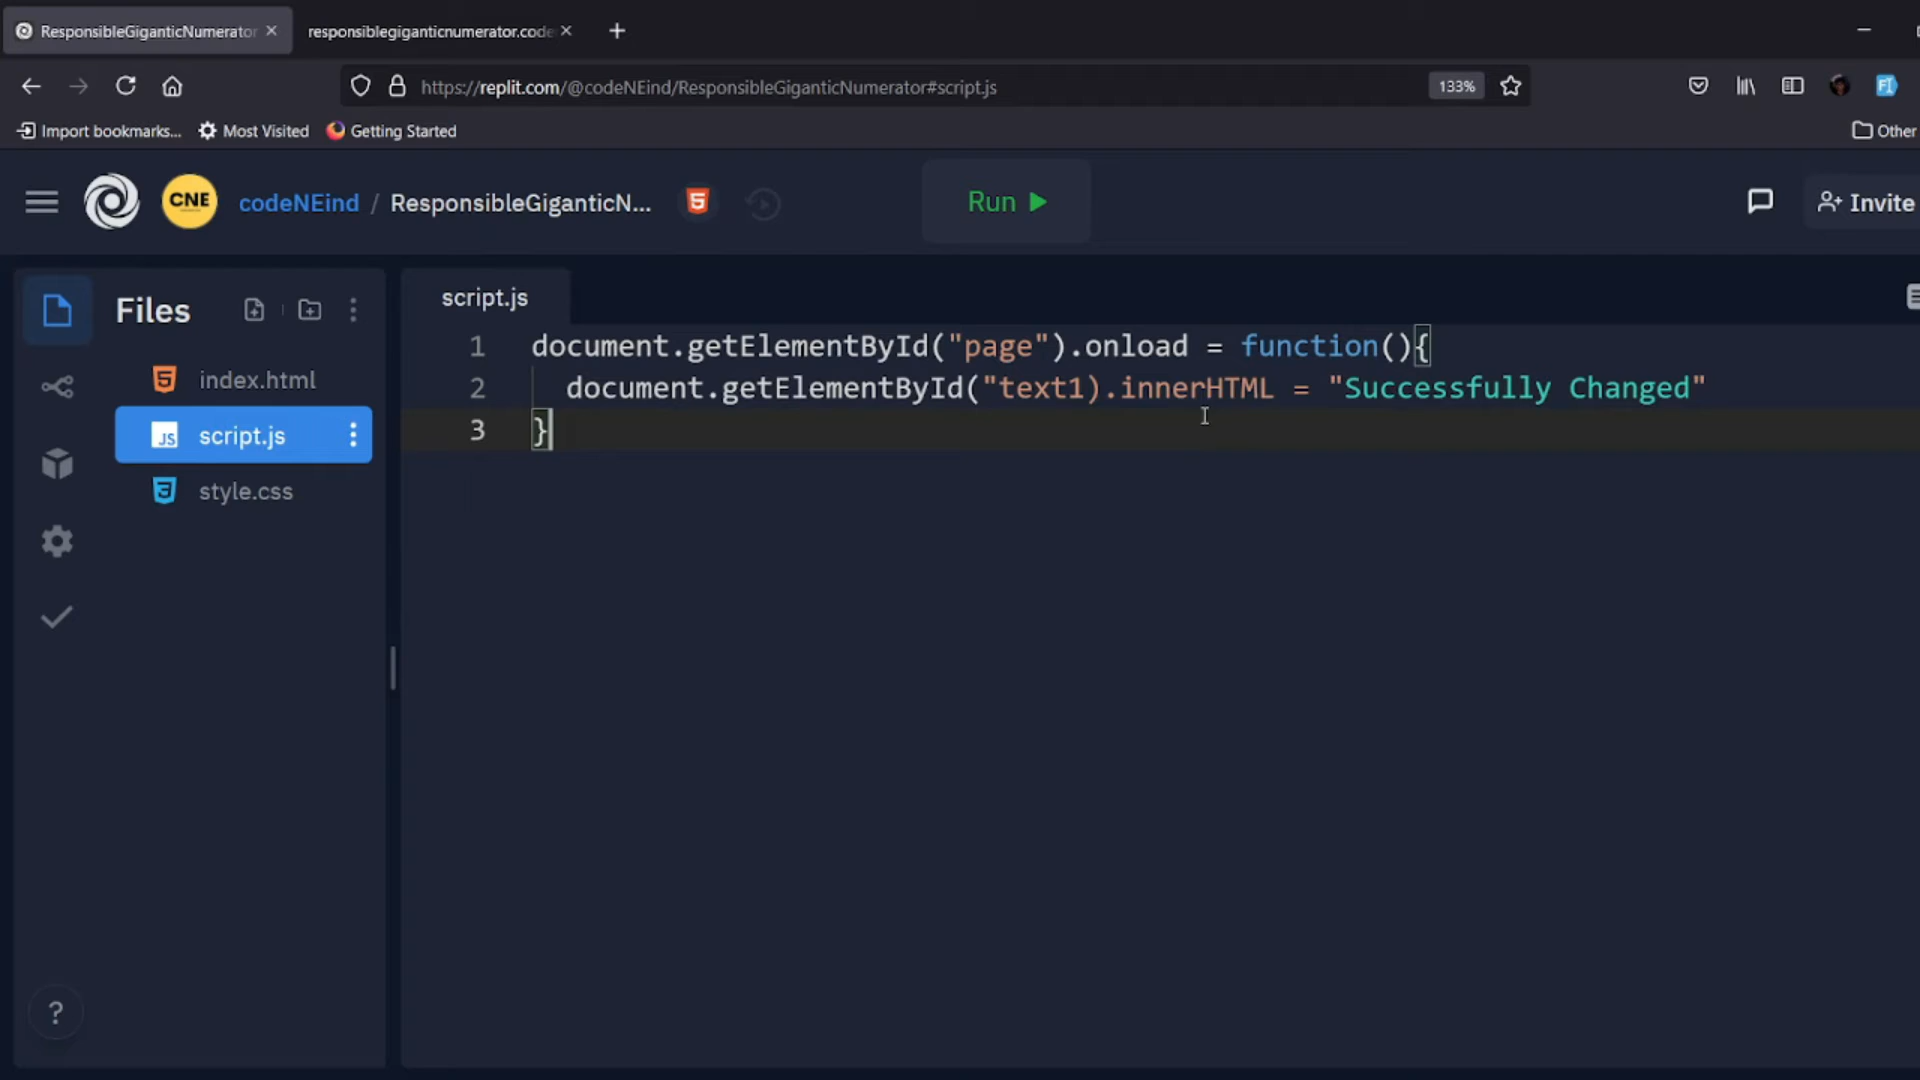 ResponsibleGiganticNumerator
responsiblegiganticnumerator.code
https://replit.com/@codeNEind/ResponsibleGiganticNumerator#script.js
133%
FI
Import bookmarks...
Most Visited
Getting Started
Other
CNE
codeNEind / ResponsibleGiganticN...
5
Run
Invite
Files
script.js
index.html
JS
script.js
style.css
1 document.getElementById("page").onload = function(){
2 document.getElementById("text1).innerHTML = "Successfully Changed"
3 }
?